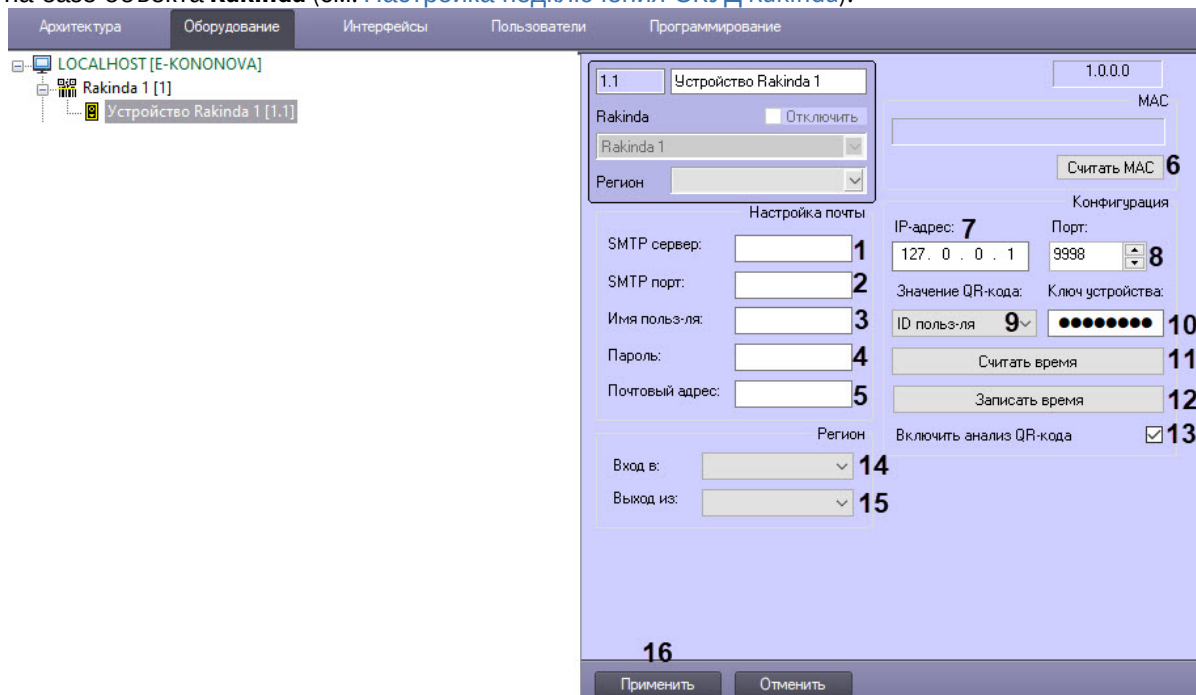 на базе объекта Rakinda (см. Настройка подключения СКУД Rakinda).
Архитектура Оборудование Интерфейсы Пользователи Программирование
LOCALHOST [E-KONONOVA]
Rakinda 1 [1]
Устройство Rakinda 1 [1.1]
1.1 Устройство Rakinda 1
Rakinda Отключить
Rakinda 1
Регион
1.0.0.0
MAC
Считать MAC 6
Настройка почты
SMTP сервер: 1
SMTP порт: 2
Имя польз-ля: 3
Пароль: 4
Почтовый адрес: 5
Конфигурация
IP-адрес: 7 Порт:
127. 0 . 0 . 1 9998 8
Значение QR-кода: Ключ устройства:
ID польз-ля 9 ●●●●●●●● 10
Считать время 11
Записать время 12
Включить анализ QR-кода 13
Регион
Вход в: 14
Выход из: 15
16
Применить Отменить